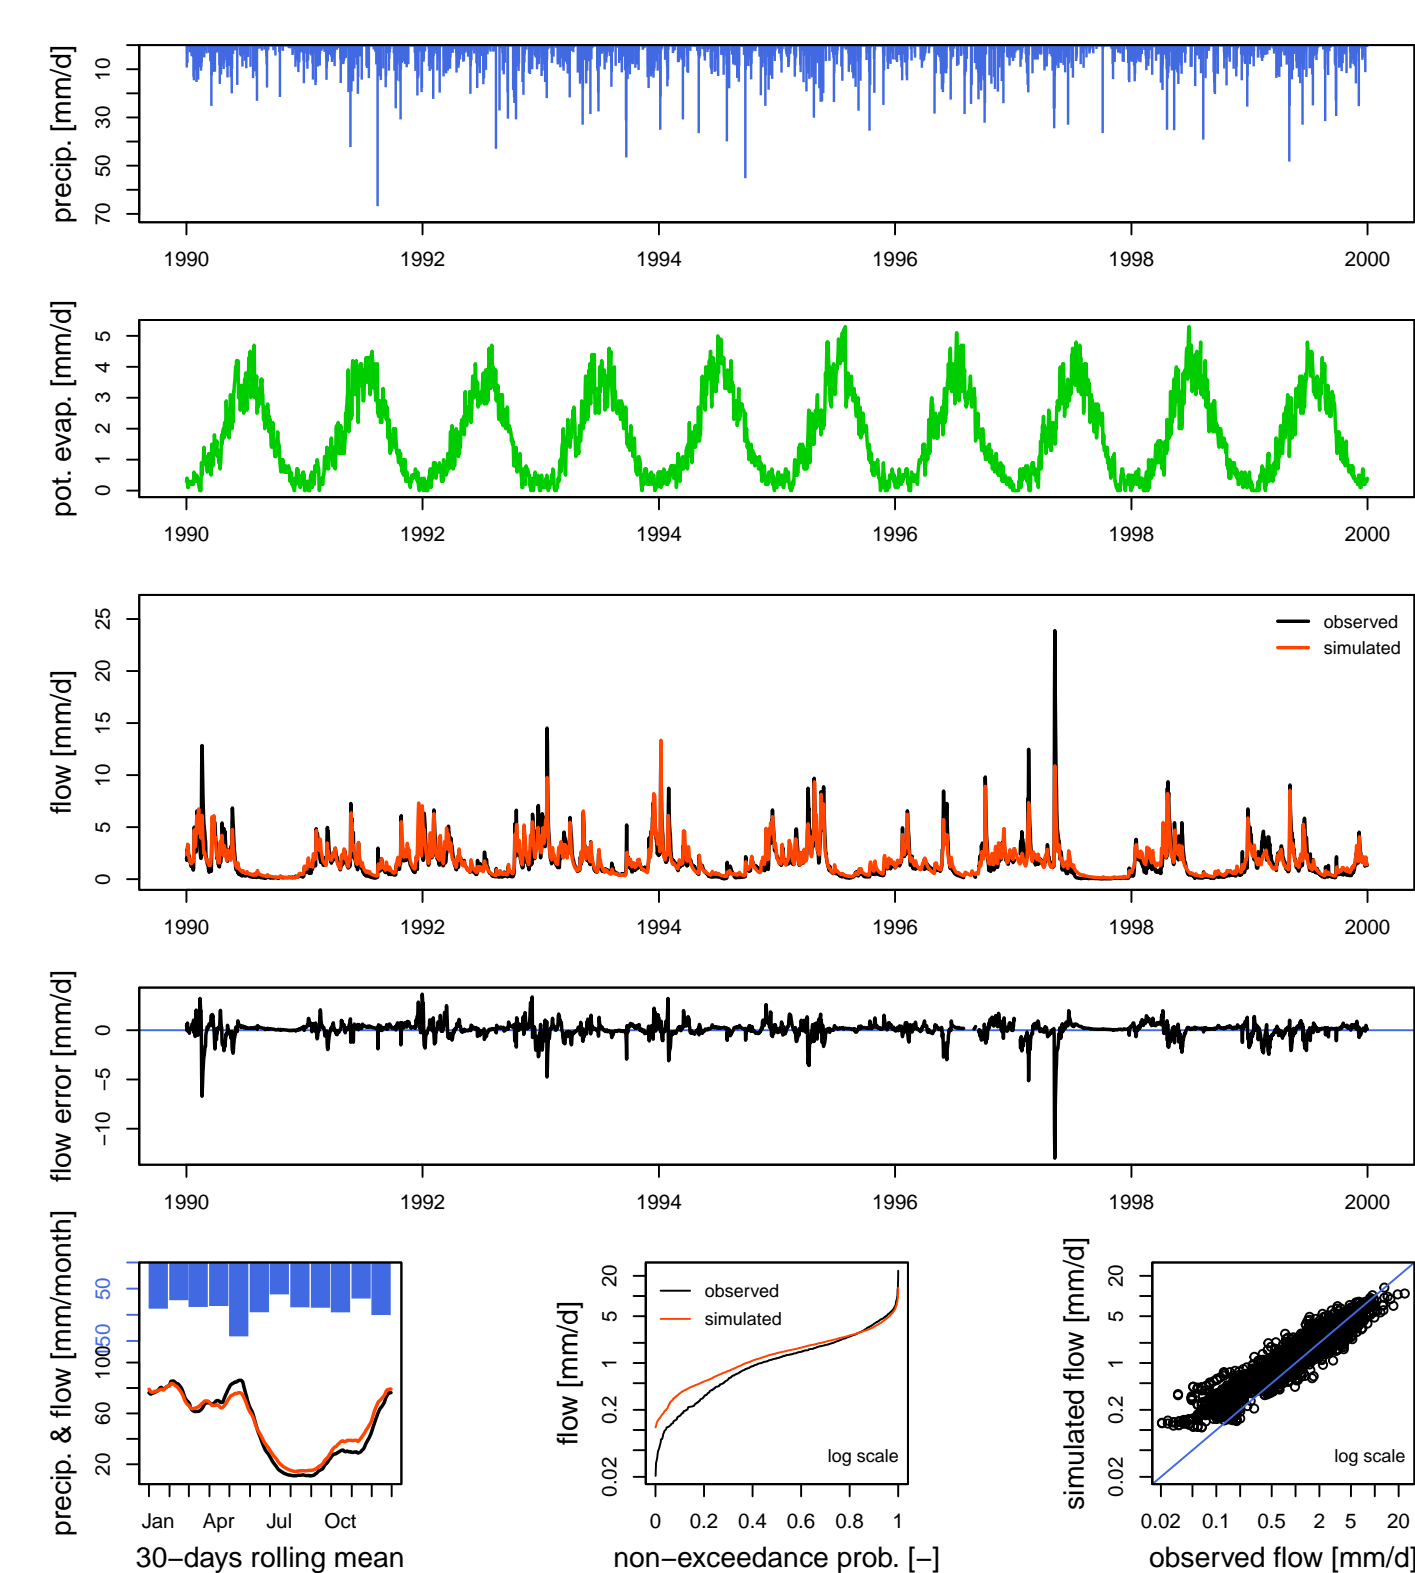 precip. [mm/d]
10 30 50 70
1990 1992 1994 1996 1998 2000
pot. evap. [mm/d]
0 1 2 3 4 5
1990 1992 1994 1996 1998 2000
flow [mm/d]
0 5 10 15 20 25
observed
simulated
1990 1992 1994 1996 1998 2000
flow error [mm/d]
−10 −5 0
1990 1992 1994 1996 1998 2000
precip. & flow [mm/month]
50 150
20 60 100
Jan Apr Jul Oct
30−days rolling mean
flow [mm/d]
0.02 0.2 1 5 20
observed
simulated
log scale
0 0.2 0.4 0.6 0.8 1
non−exceedance prob. [−]
simulated flow [mm/d]
0.02 0.2 1 5 20
log scale
0.02 0.1 0.5 2 5 20
observed flow [mm/d]